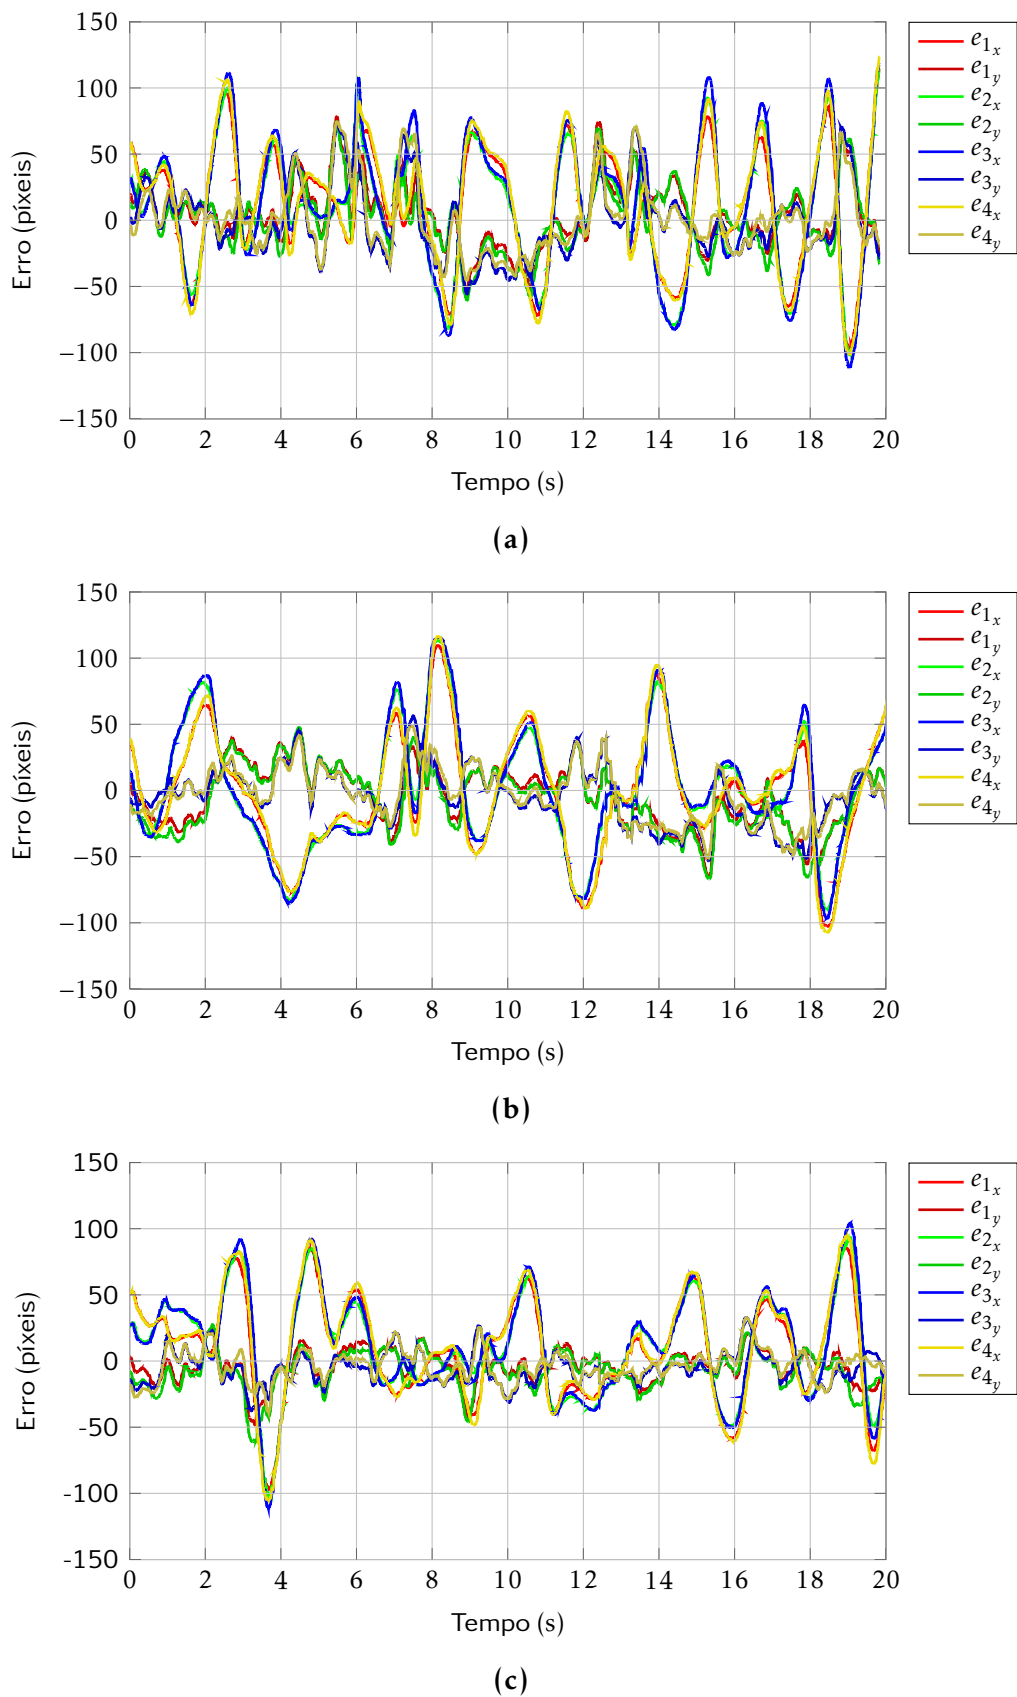 150
100
50
0
−50
−100
−150
Erro (píxeis)
0 2 4 6 8 10 12 14 16 18 20
Tempo (s)
e1x
e1y
e2x
e2y
e3x
e3y
e4x
e4y
(a)
150
100
50
0
−50
−100
−150
Erro (píxeis)
0 2 4 6 8 10 12 14 16 18 20
Tempo (s)
e1x
e1y
e2x
e2y
e3x
e3y
e4x
e4y
(b)
150
100
50
0
-50
-100
-150
Erro (píxeis)
0 2 4 6 8 10 12 14 16 18 20
Tempo (s)
e1x
e1y
e2x
e2y
e3x
e3y
e4x
e4y
(c)